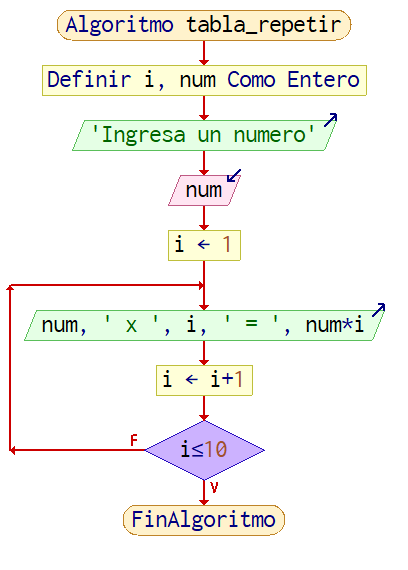 Algoritmo tabla_repetir
Definir i, num Como Entero
'Ingresa un numero'
num
i ← 1
num, ' x ', i, ' = ', num*i
i ← i+1
i≤10
F
V
FinAlgoritmo